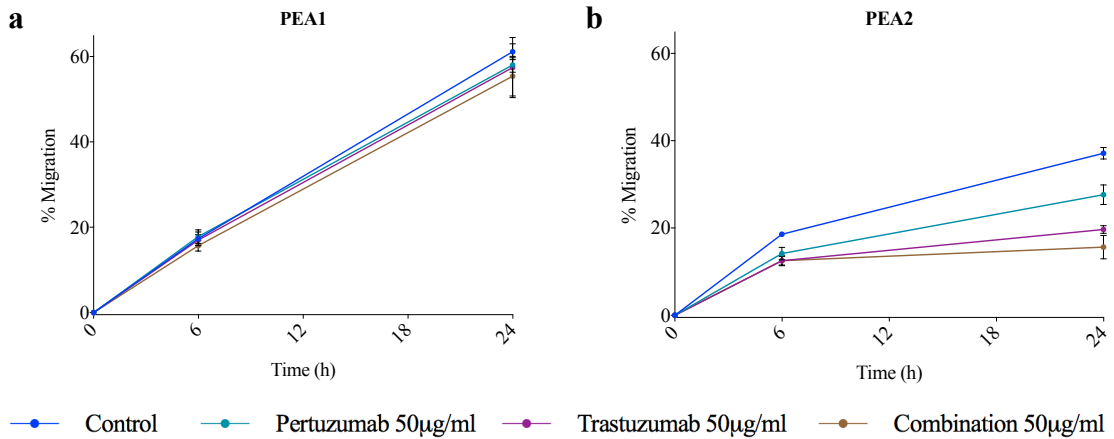 a
PEA1
60
40
20
0
% Migration
0 6 12 18 24
Time (h)
b
PEA2
60
40
20
0
% Migration
0 6 12 18 24
Time (h)
Control Pertuzumab 50μg/ml Trastuzumab 50μg/ml Combination 50μg/ml